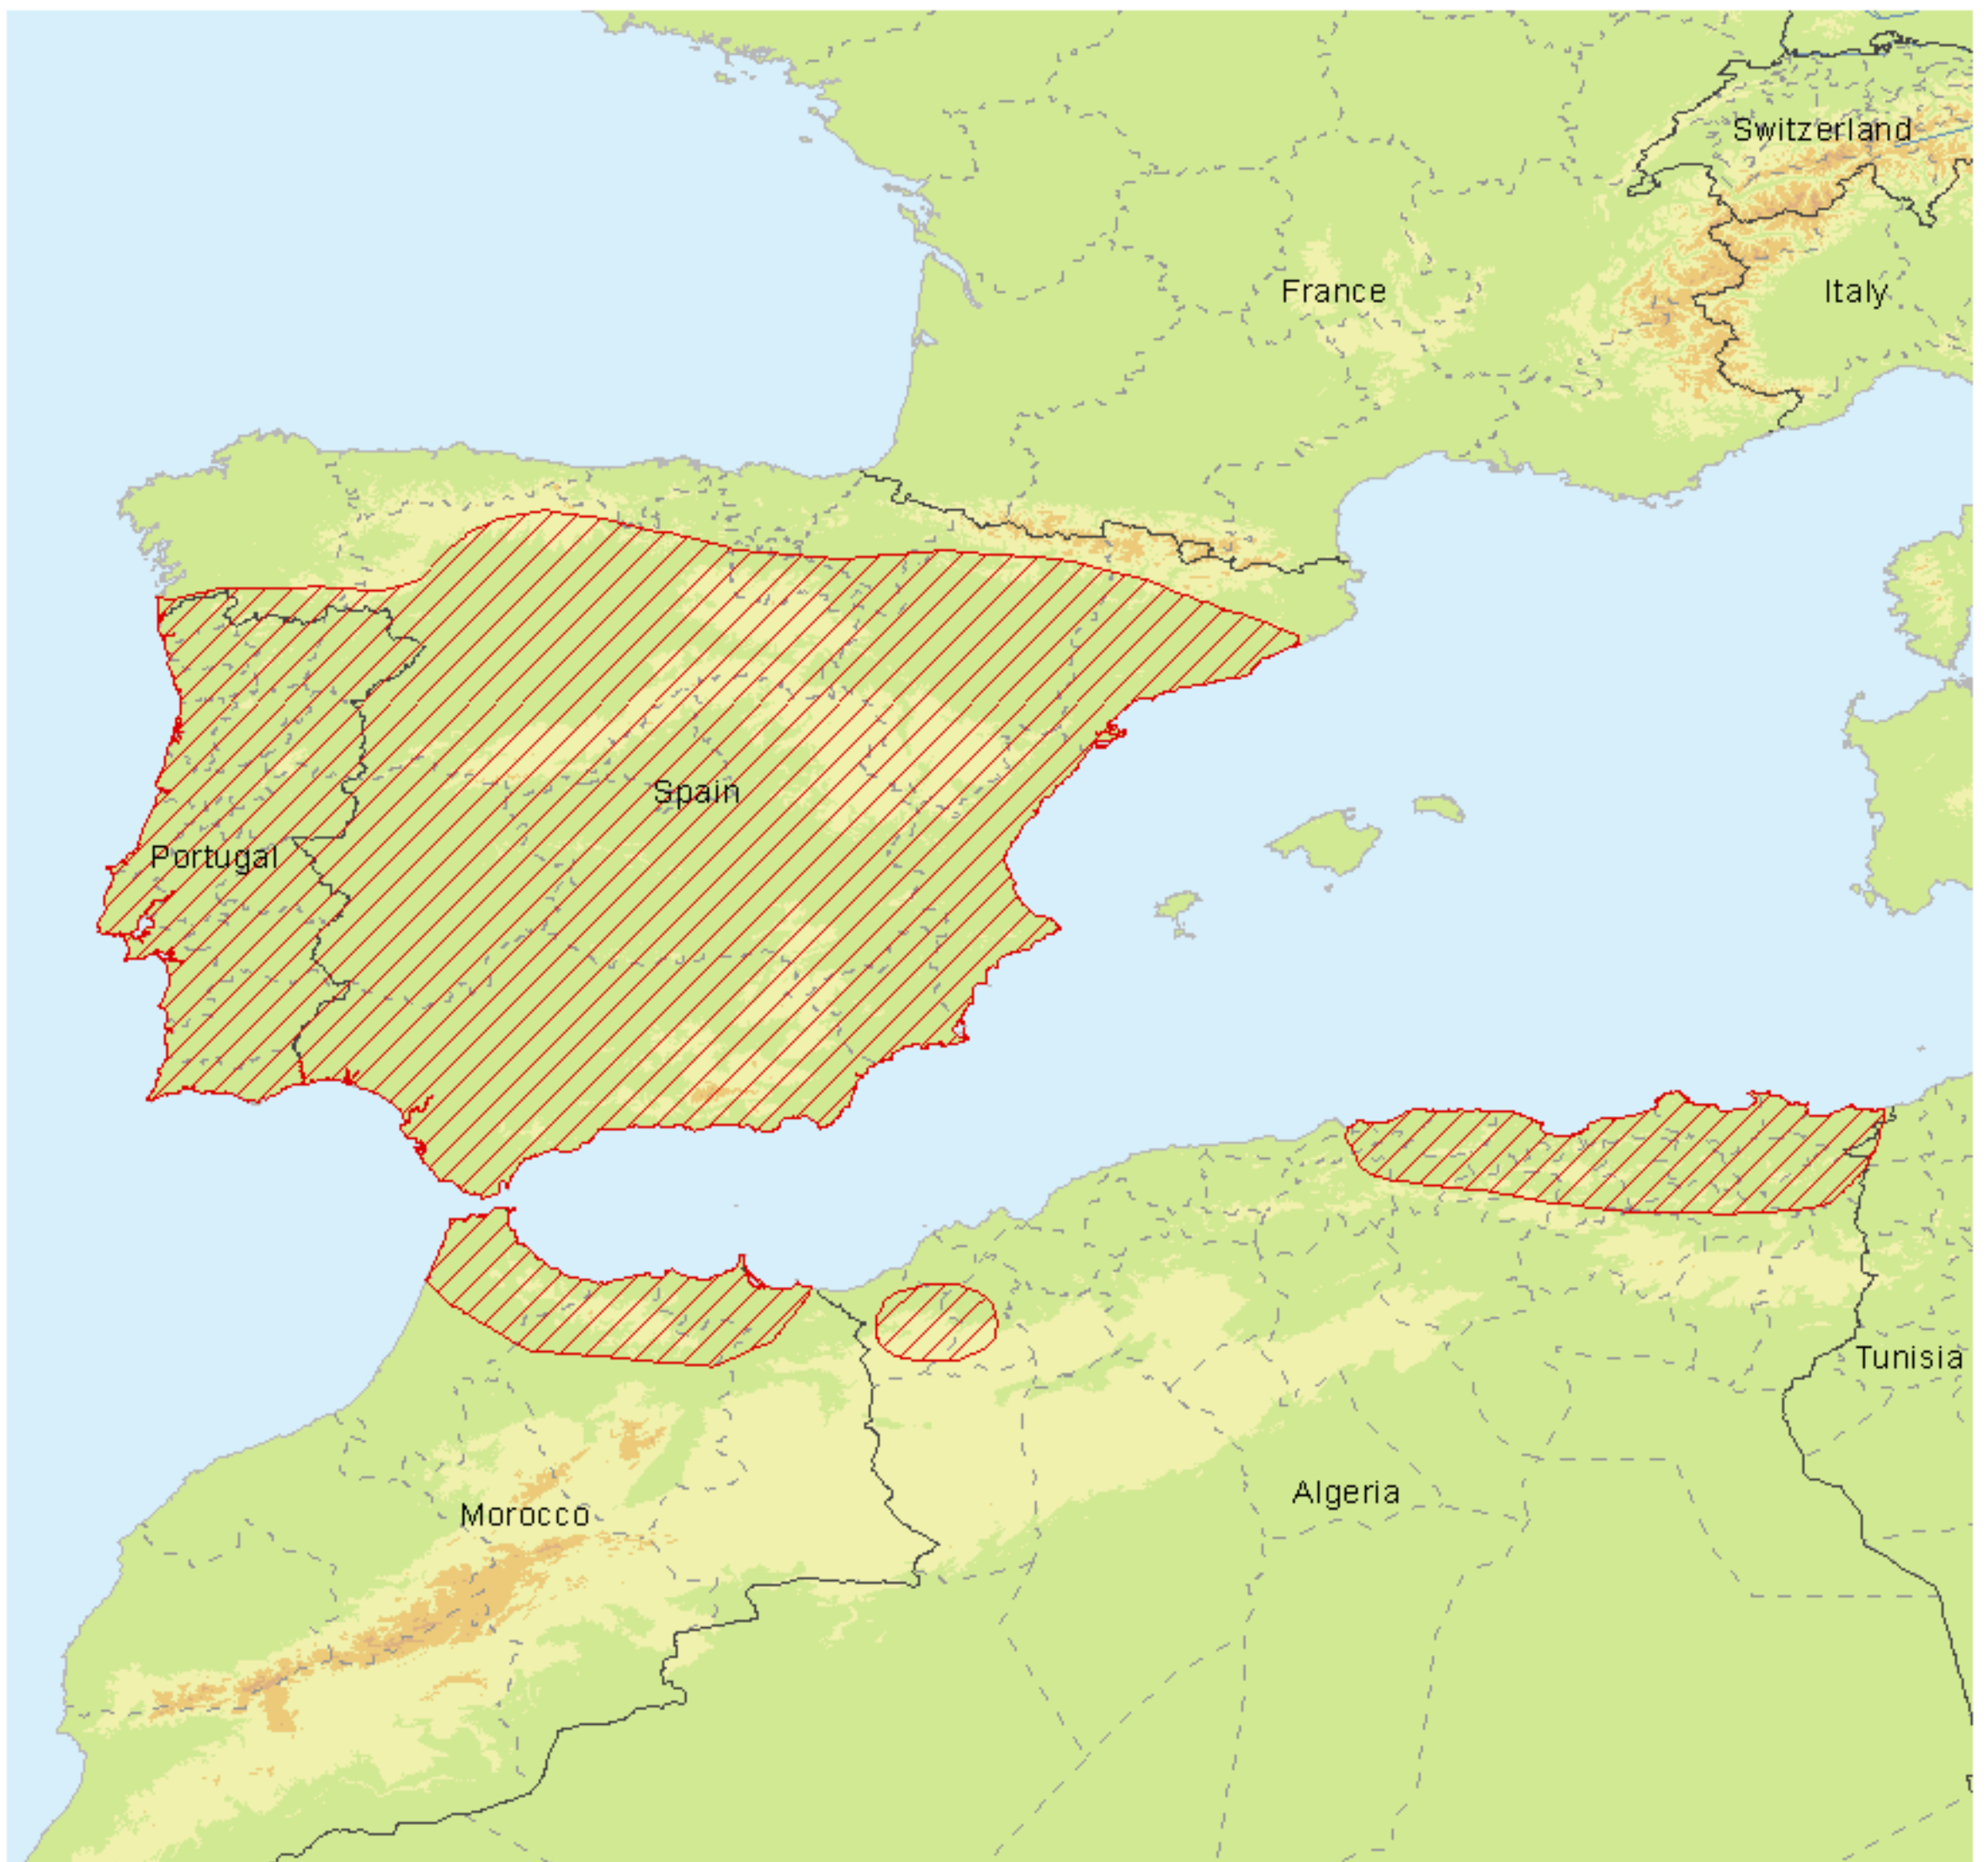 Switzerland
France
Italy
Spain
Portugal
Tunisia
Algeria
Morocco